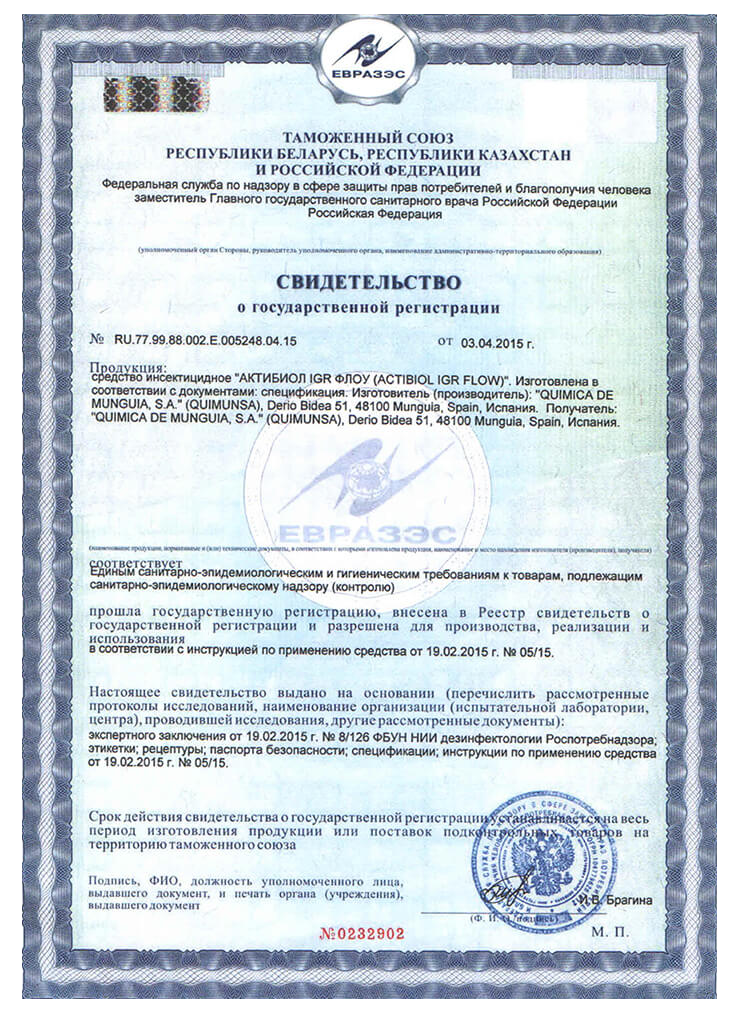 ЕВРАЗЭС
ТАМОЖЕННЫЙ СОЮЗ
РЕСПУБЛИКИ БЕЛАРУСЬ, РЕСПУБЛИКИ КАЗАХСТАН
И РОССИЙСКОЙ ФЕДЕРАЦИИ
Федеральная служба по надзору в сфере защиты прав потребителей и благополучия человека
заместитель Главного государственного санитарного врача Российской Федерации
Российская Федерация
(уполномоченный орган Стороны, руководитель уполномоченного органа, наименование административно-территориального образования)
СВИДЕТЕЛЬСТВО
о государственной регистрации
№ RU.77.99.88.002.Е.005248.04.15 от 03.04.2015 г.
Продукция:
средство инсектицидное "АКТИБИОЛ IGR ФЛОУ (ACTIBIOL IGR FLOW)". Изготовлена в
соответствии с документами: спецификация. Изготовитель (производитель): "QUIMICA DE
MUNGUIA, S.A." (QUIMUNSA), Derio Bidea 51, 48100 Munguia, Spain, Испания. Получатель:
"QUIMICA DE MUNGUIA, S.A." (QUIMUNSA), Derio Bidea 51, 48100 Munguia, Spain, Испания.
ЕВРАЗЭС
(наименование продукции, нормативные и (или) технические документы, в соответствии с которыми изготовлена продукция, наименование и место нахождения изготовителя (производителя), получателя)
соответствует
Единым санитарно-эпидемиологическим и гигиеническим требованиям к товарам, подлежащим
санитарно-эпидемиологическому надзору (контролю)
прошла государственную регистрацию, внесена в Реестр свидетельств о
государственной регистрации и разрешена для производства, реализации и
использования
в соответствии с инструкцией по применению средства от 19.02.2015 г. № 05/15.
Настоящее свидетельство выдано на основании (перечислить рассмотренные
протоколы исследований, наименование организации (испытательной лаборатории,
центра), проводившей исследования, другие рассмотренные документы):
экспертного заключения от 19.02.2015 г. № 8/126 ФБУН НИИ дезинфектологии Роспотребнадзора;
этикетки; рецептуры; паспорта безопасности; спецификации; инструкции по применению средства
от 19.02.2015 г. № 05/15.
Срок действия свидетельства о государственной регистрации устанавливается на весь
период изготовления продукции или поставок подконтрольных товаров на
территорию таможенного союза
Подпись, ФИО, должность уполномоченного лица,
выдавшего документ, и печать органа (учреждения),
выдавшего документ
И.В. Брагина
(Ф. И. О./подпись)
№0232902
М. П.